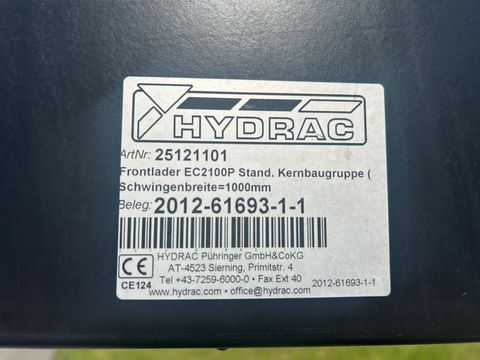 HYDRAC
ArtNr: 25121101
Frontlader EC2100P Stand. Kernbaugruppe (
Schwingenbreite=1000mm
Beleg: 2012-61693-1-1
HYDRAC Pühringer GmbH&CoKG
AT-4523 Sierning, Primitstr. 4
Tel +43-7259-6000-0 • Fax Ext 40
www.hydrac.com • office@hydrac.com
CE
CE124
2012-61693-1-1